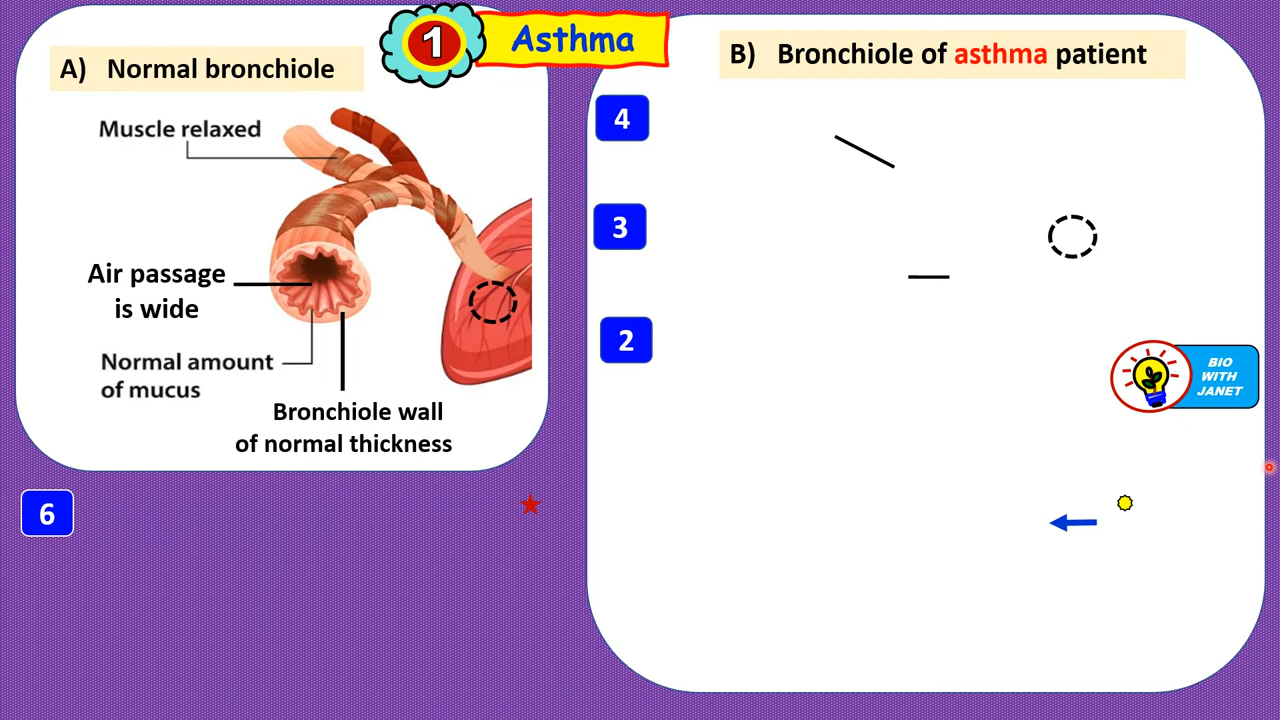 1
Asthma
A) Normal bronchiole
Muscle relaxed
Air passage
is wide
Normal amount
of mucus
Bronchiole wall
of normal thickness
B) Bronchiole of asthma patient
4
3
2
BIO
WITH
JANET
6